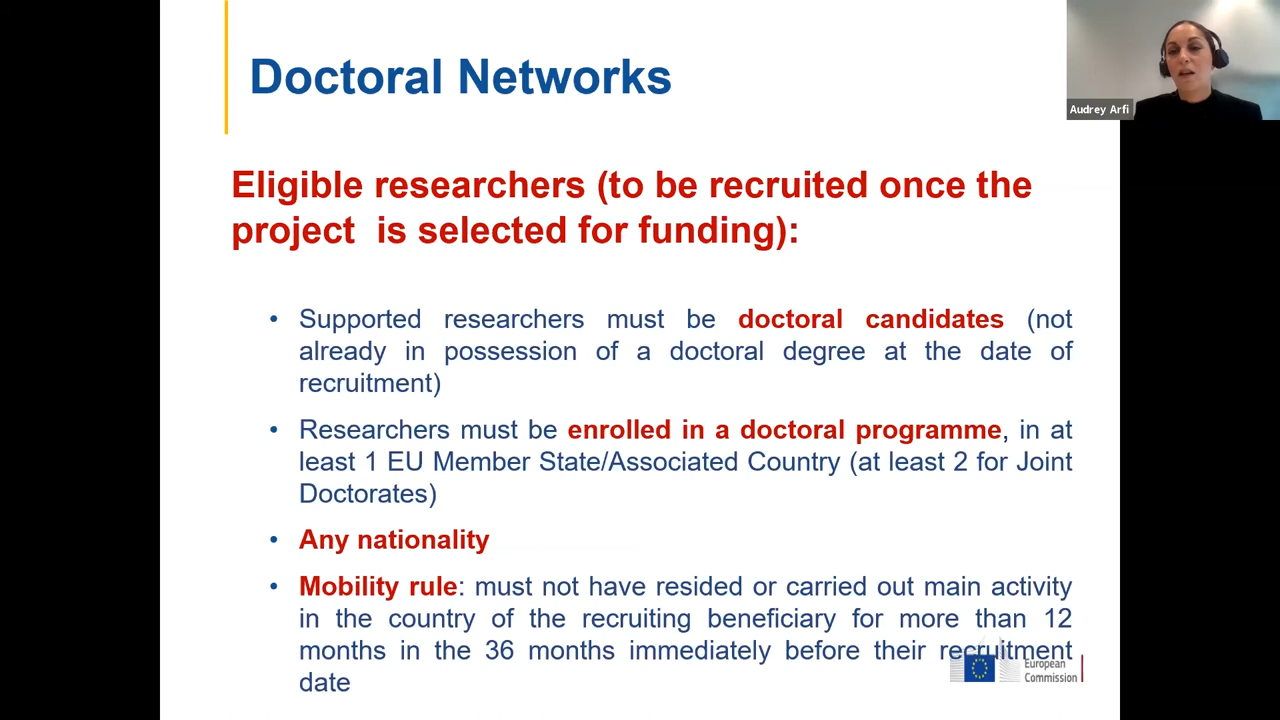 Doctoral Networks
Audrey Arfi
Eligible researchers (to be recruited once the
project is selected for funding):
• Supported researchers must be doctoral candidates (not
already in possession of a doctoral degree at the date of
recruitment)
• Researchers must be enrolled in a doctoral programme, in at
least 1 EU Member State/Associated Country (at least 2 for Joint
Doctorates)
• Any nationality
• Mobility rule: must not have resided or carried out main activity
in the country of the recruiting beneficiary for more than 12
months in the 36 months immediately before their recruitment
date
European
Commission